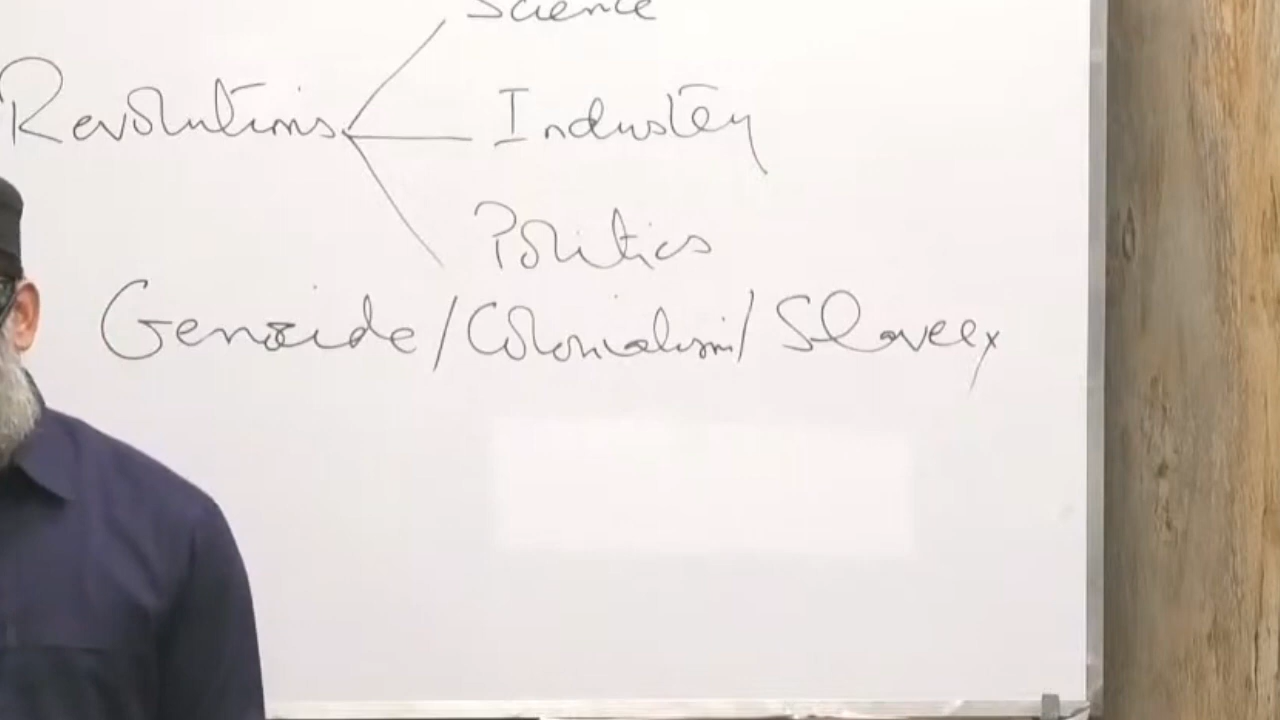 Science
Revolutions
Industry
Politics
Genocide/Colonialism/Slavery